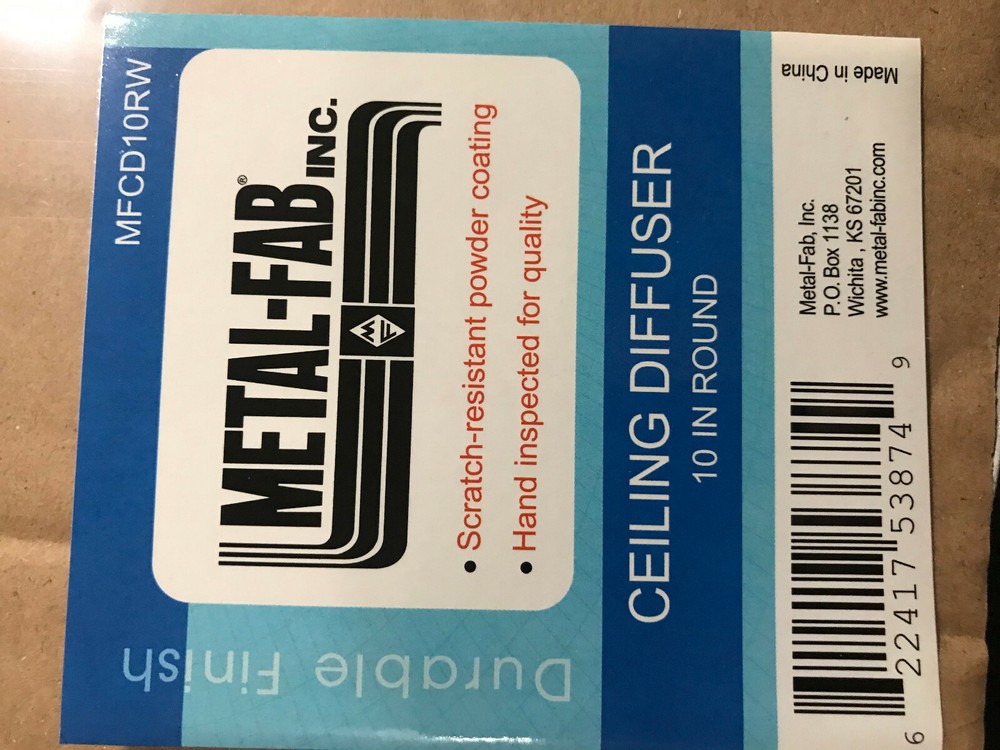 MFCD10RW
METAL-FAB®
INC.
MF
• Scratch-resistant powder coating
• Hand inspected for quality
Durable Finish
CEILING DIFFUSER
10 IN ROUND
Made in China
Metal-Fab, Inc.
P.O. Box 1138
Wichita , KS 67201
www.metal-fabinc.com
6 22417 53874 9